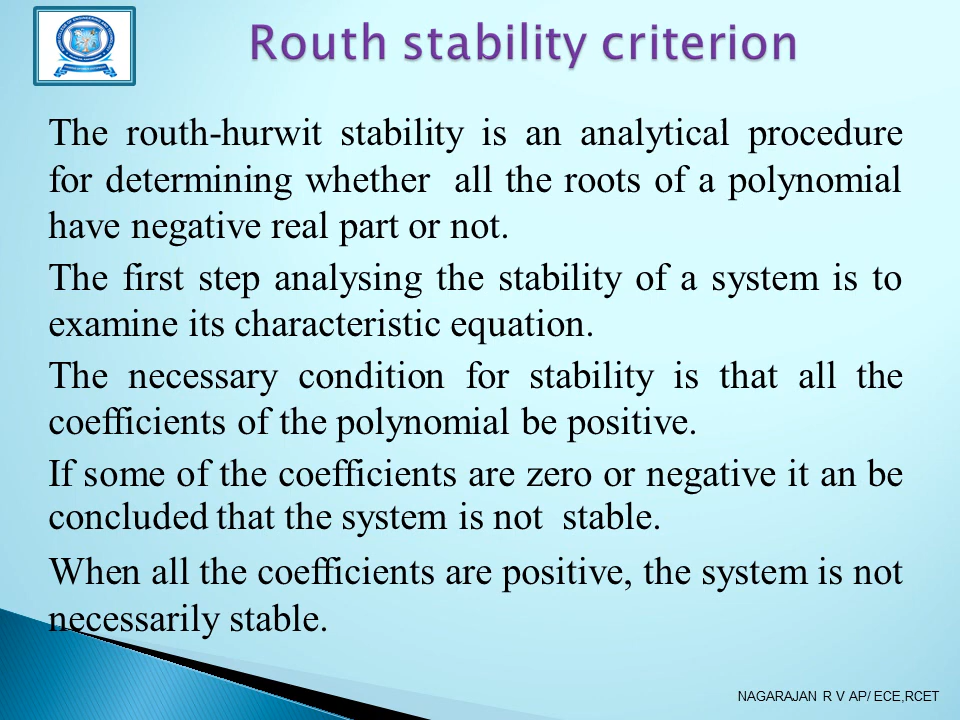 Routh stability criterion
The routh-hurwit stability is an analytical procedure
for determining whether all the roots of a polynomial
have negative real part or not.
The first step analysing the stability of a system is to
examine its characteristic equation.
The necessary condition for stability is that all the
coefficients of the polynomial be positive.
If some of the coefficients are zero or negative it an be
concluded that the system is not stable.
When all the coefficients are positive, the system is not
necessarily stable.
NAGARAJAN R V AP/ ECE,RCET